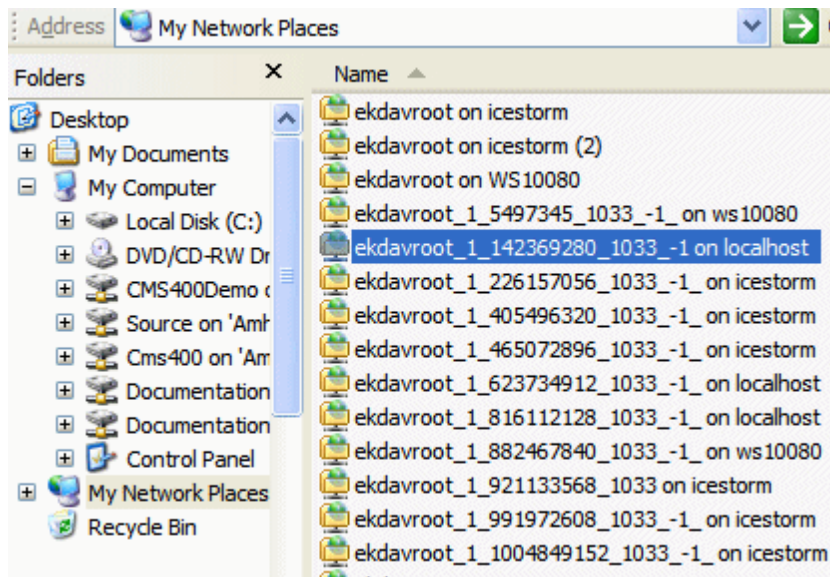 Address My Network Places
Folders
Desktop
My Documents
My Computer
Local Disk (C:)
DVD/CD-RW Dr
CMS400Demo
Source on 'Amh
Cms400 on 'Am
Documentation
Documentation
Control Panel
My Network Places
Recycle Bin
Name
ekdavroot on icestorm
ekdavroot on icestorm (2)
ekdavroot on WS10080
ekdavroot_1_5497345_1033_-1_ on ws10080
ekdavroot_1_142369280_1033_-1 on localhost
ekdavroot_1_226157056_1033_-1_ on icestorm
ekdavroot_1_405496320_1033_-1_ on icestorm
ekdavroot_1_465072896_1033_-1_ on icestorm
ekdavroot_1_623734912_1033_-1_ on localhost
ekdavroot_1_816112128_1033_-1_ on localhost
ekdavroot_1_882467840_1033_-1_ on ws10080
ekdavroot_1_921133568_1033 on icestorm
ekdavroot_1_991972608_1033_-1_ on icestorm
ekdavroot_1_1004849152_1033_-1_ on icestorm